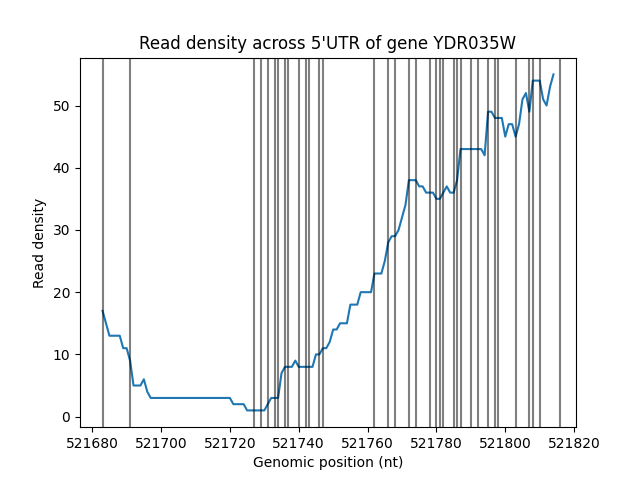 Read density across 5'UTR of gene YDR035W
Read density
50
40
30
20
10
0
521680 521700 521720 521740 521760 521780 521800 521820
Genomic position (nt)